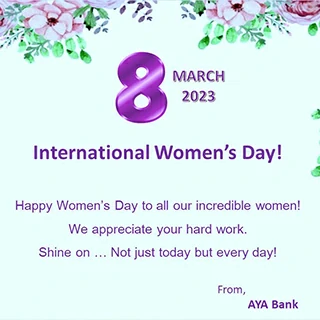 8 MARCH
2023
International Women's Day!
Happy Women's Day to all our incredible women!
We appreciate your hard work.
Shine on … Not just today but every day!
From,
AYA Bank